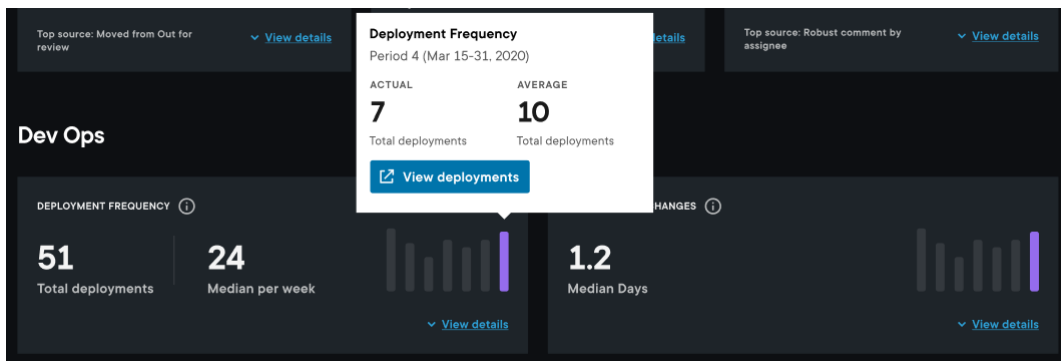 Top source: Moved from Out for
review
View details
Deployment Frequency
Period 4 (Mar 15-31, 2020)
ACTUAL
AVERAGE
7
10
Total deployments
Total deployments
View deployments
Top source: Robust comment by
assignee
View details
Dev Ops
DEPLOYMENT FREQUENCY
51
Total deployments
24
Median per week
View details
1.2
Median Days
View details